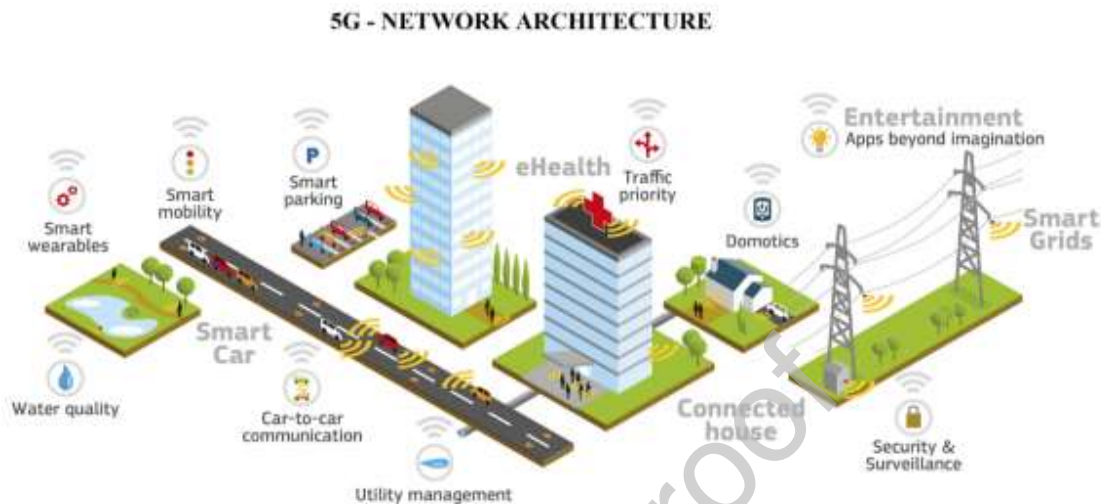 5G - NETWORK ARCHITECTURE
Entertainment
Apps beyond imagination
eHealth
Traffic
priority
Smart
parking
Smart
mobility
Smart
wearables
Domotics
Smart
Grids
P
Smart
Car
Water quality
Car-to-car
communication
Connected
house
Security &
Surveillance
Utility management
roof